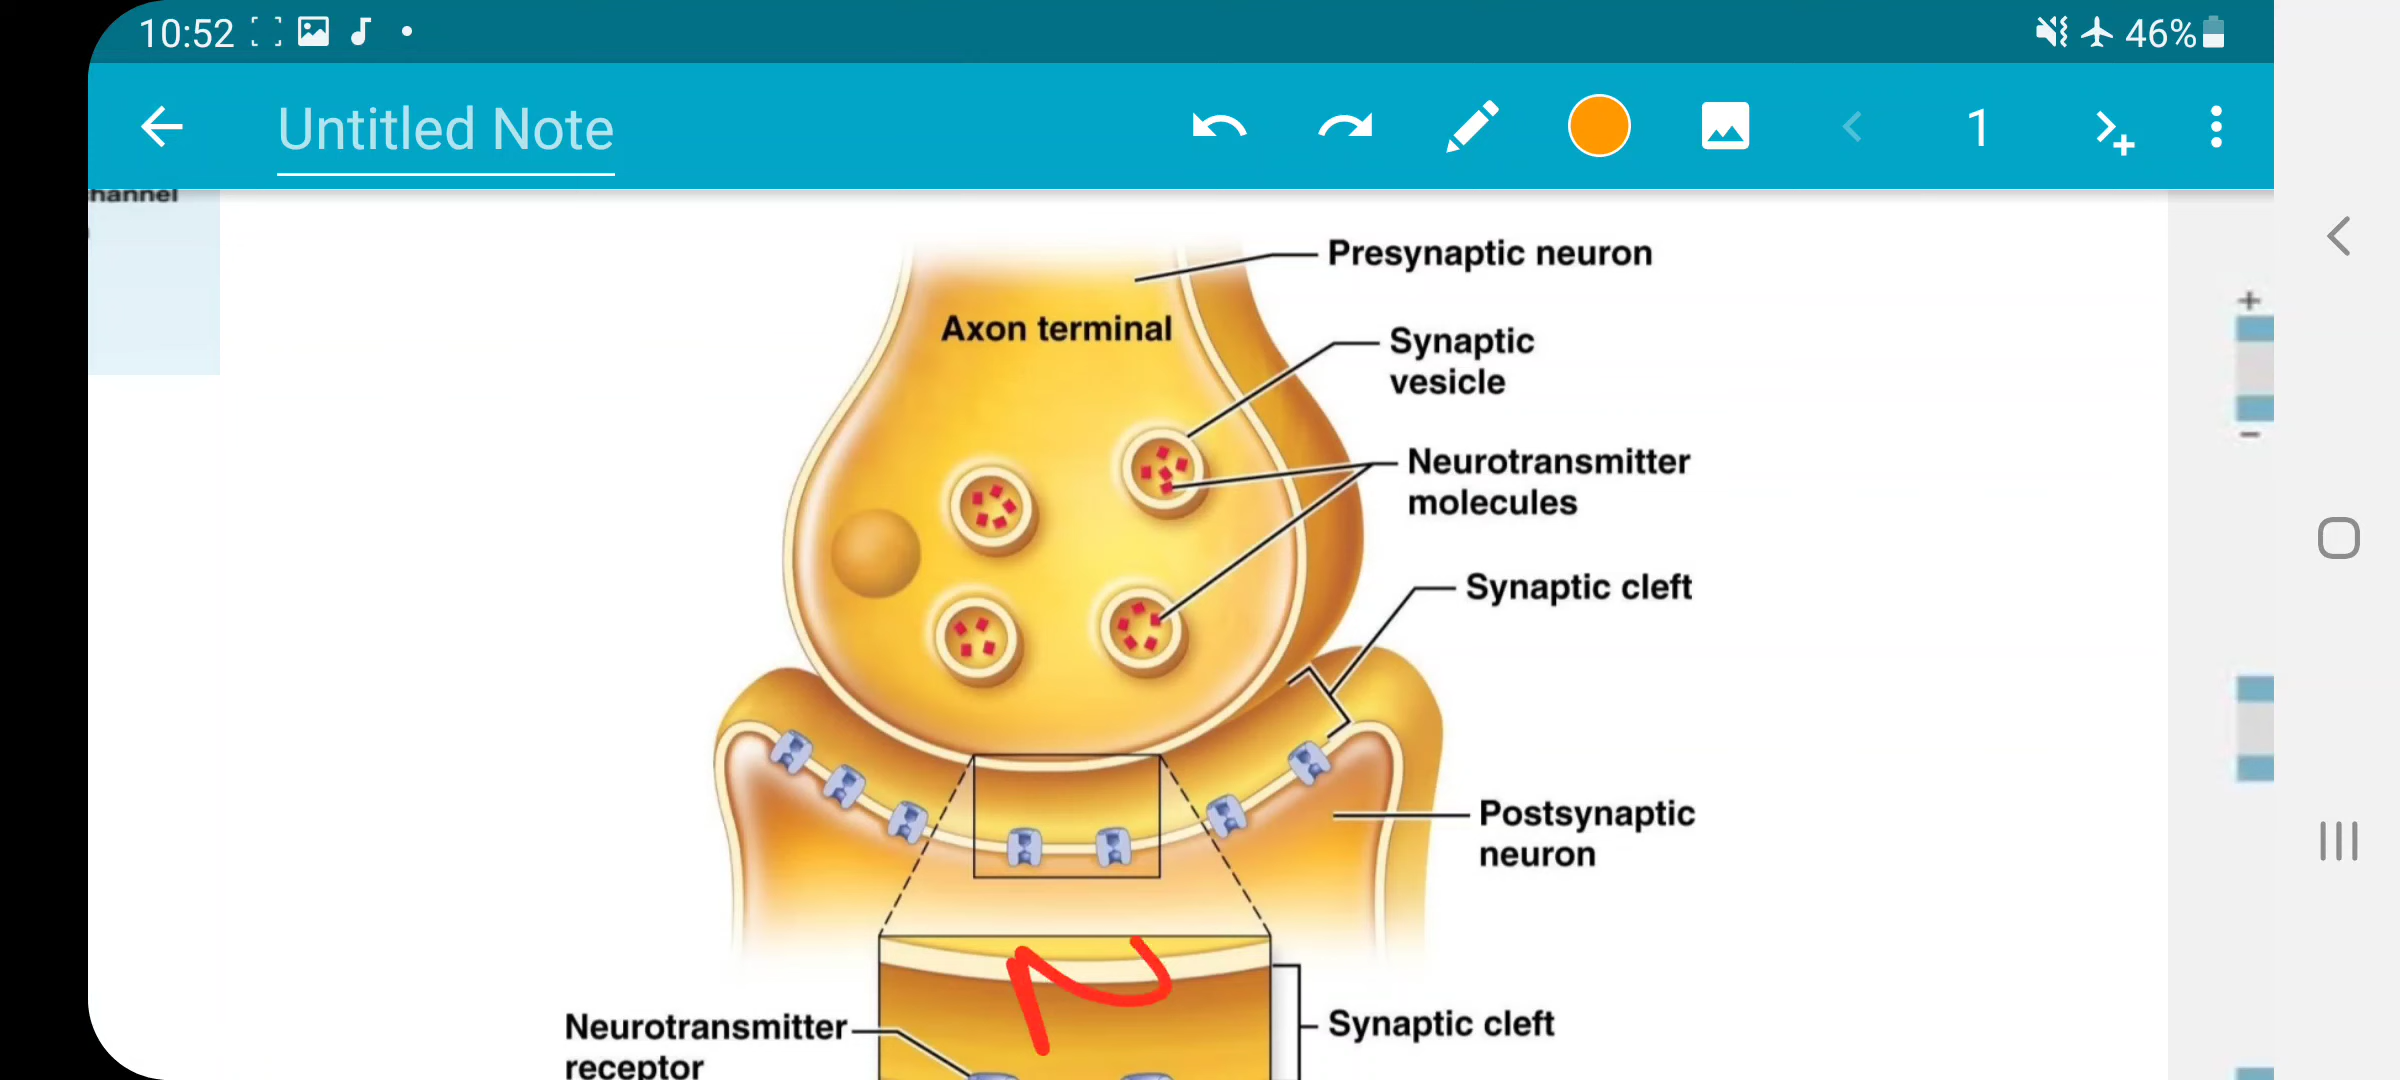 10:52
46%
Untitled Note
1
hannel
Presynaptic neuron
Axon terminal
Synaptic
vesicle
Neurotransmitter
molecules
Synaptic cleft
Postsynaptic
neuron
Neurotransmitter
receptor
Synaptic cleft
+
−